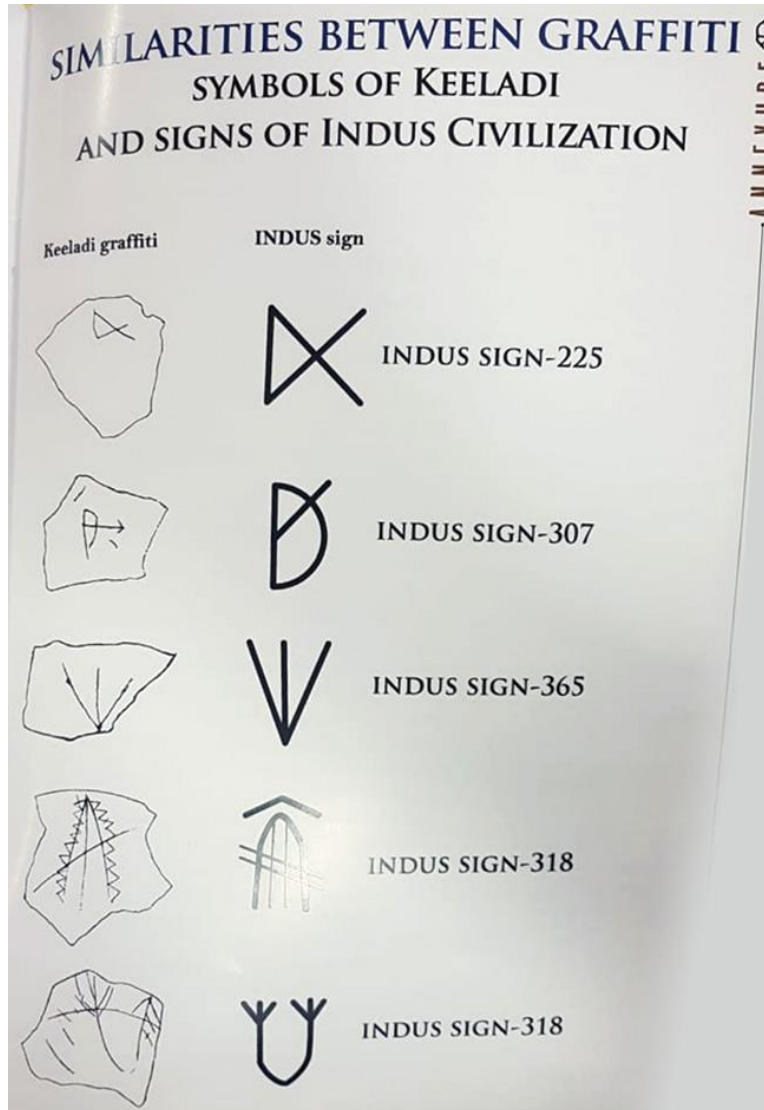 SIMILARITIES BETWEEN GRAFFITI
SYMBOLS OF KEELADI
AND SIGNS OF INDUS CIVILIZATION
ANNEXURE
Keeladi graffiti INDUS sign
INDUS SIGN-225
INDUS SIGN-307
INDUS SIGN-365
INDUS SIGN-318
INDUS SIGN-318